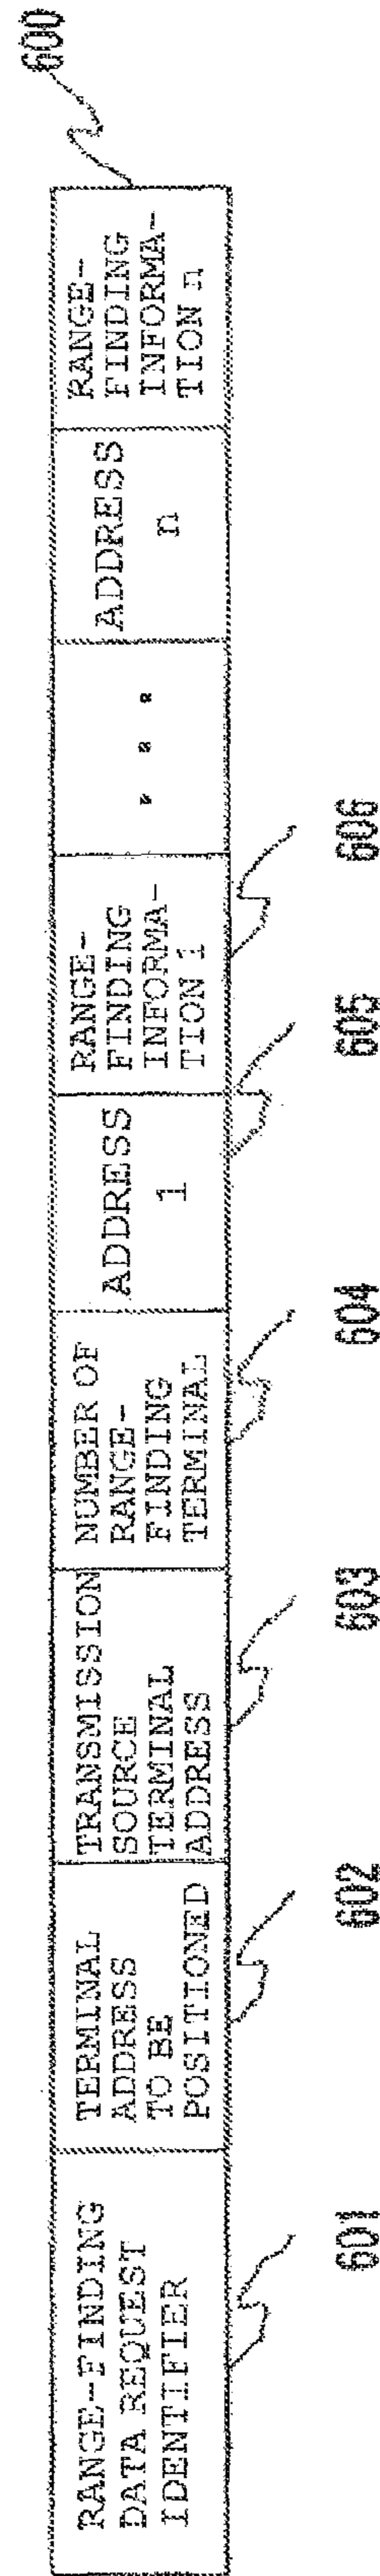 600
RANGE-FINDING
DATA REQUEST
IDENTIFIER
TERMINAL
ADDRESS
TO BE
POSITIONED
TRANSMISSION
SOURCE
TERMINAL
ADDRESS
NUMBER OF
RANGE-
FINDING
TERMINAL
ADDRESS
1
RANGE-
FINDING
INFORMA-
TION 1
. . .
ADDRESS
n
RANGE-
FINDING
INFORMA-
TION n
601
602
603
604
605
606